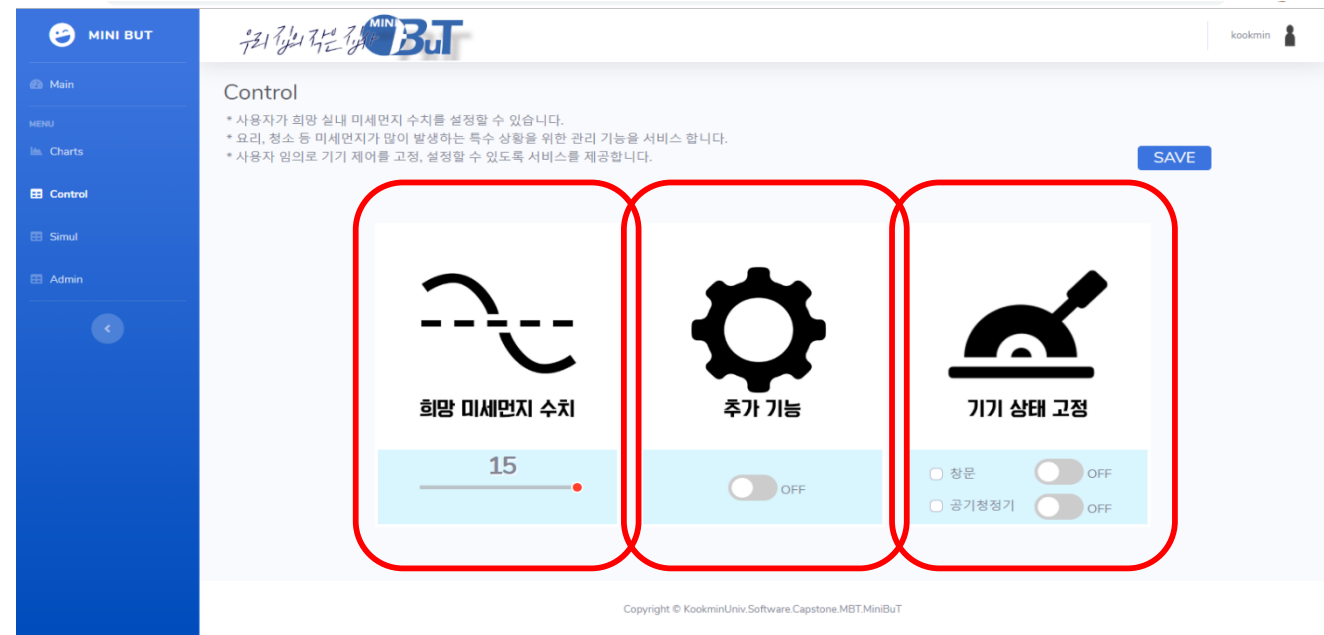 MINI BUT
우리 집의 작은 집사 MINI BuT
kookmin
Main
MENU
Charts
Control
Simul
Admin
Control
* 사용자가 희망 실내 미세먼지 수치를 설정할 수 있습니다.
* 요리, 청소 등 미세먼지가 많이 발생하는 특수 상황을 위한 관리 기능을 서비스 합니다.
* 사용자 임의로 기기 제어를 고정, 설정할 수 있도록 서비스를 제공합니다.
SAVE
희망 미세먼지 수치
15
추가 기능
OFF
기기 상태 고정
창문 OFF
공기청정기 OFF
Copyright © KookminUniv.Software.Capstone.MBT.MiniBuT